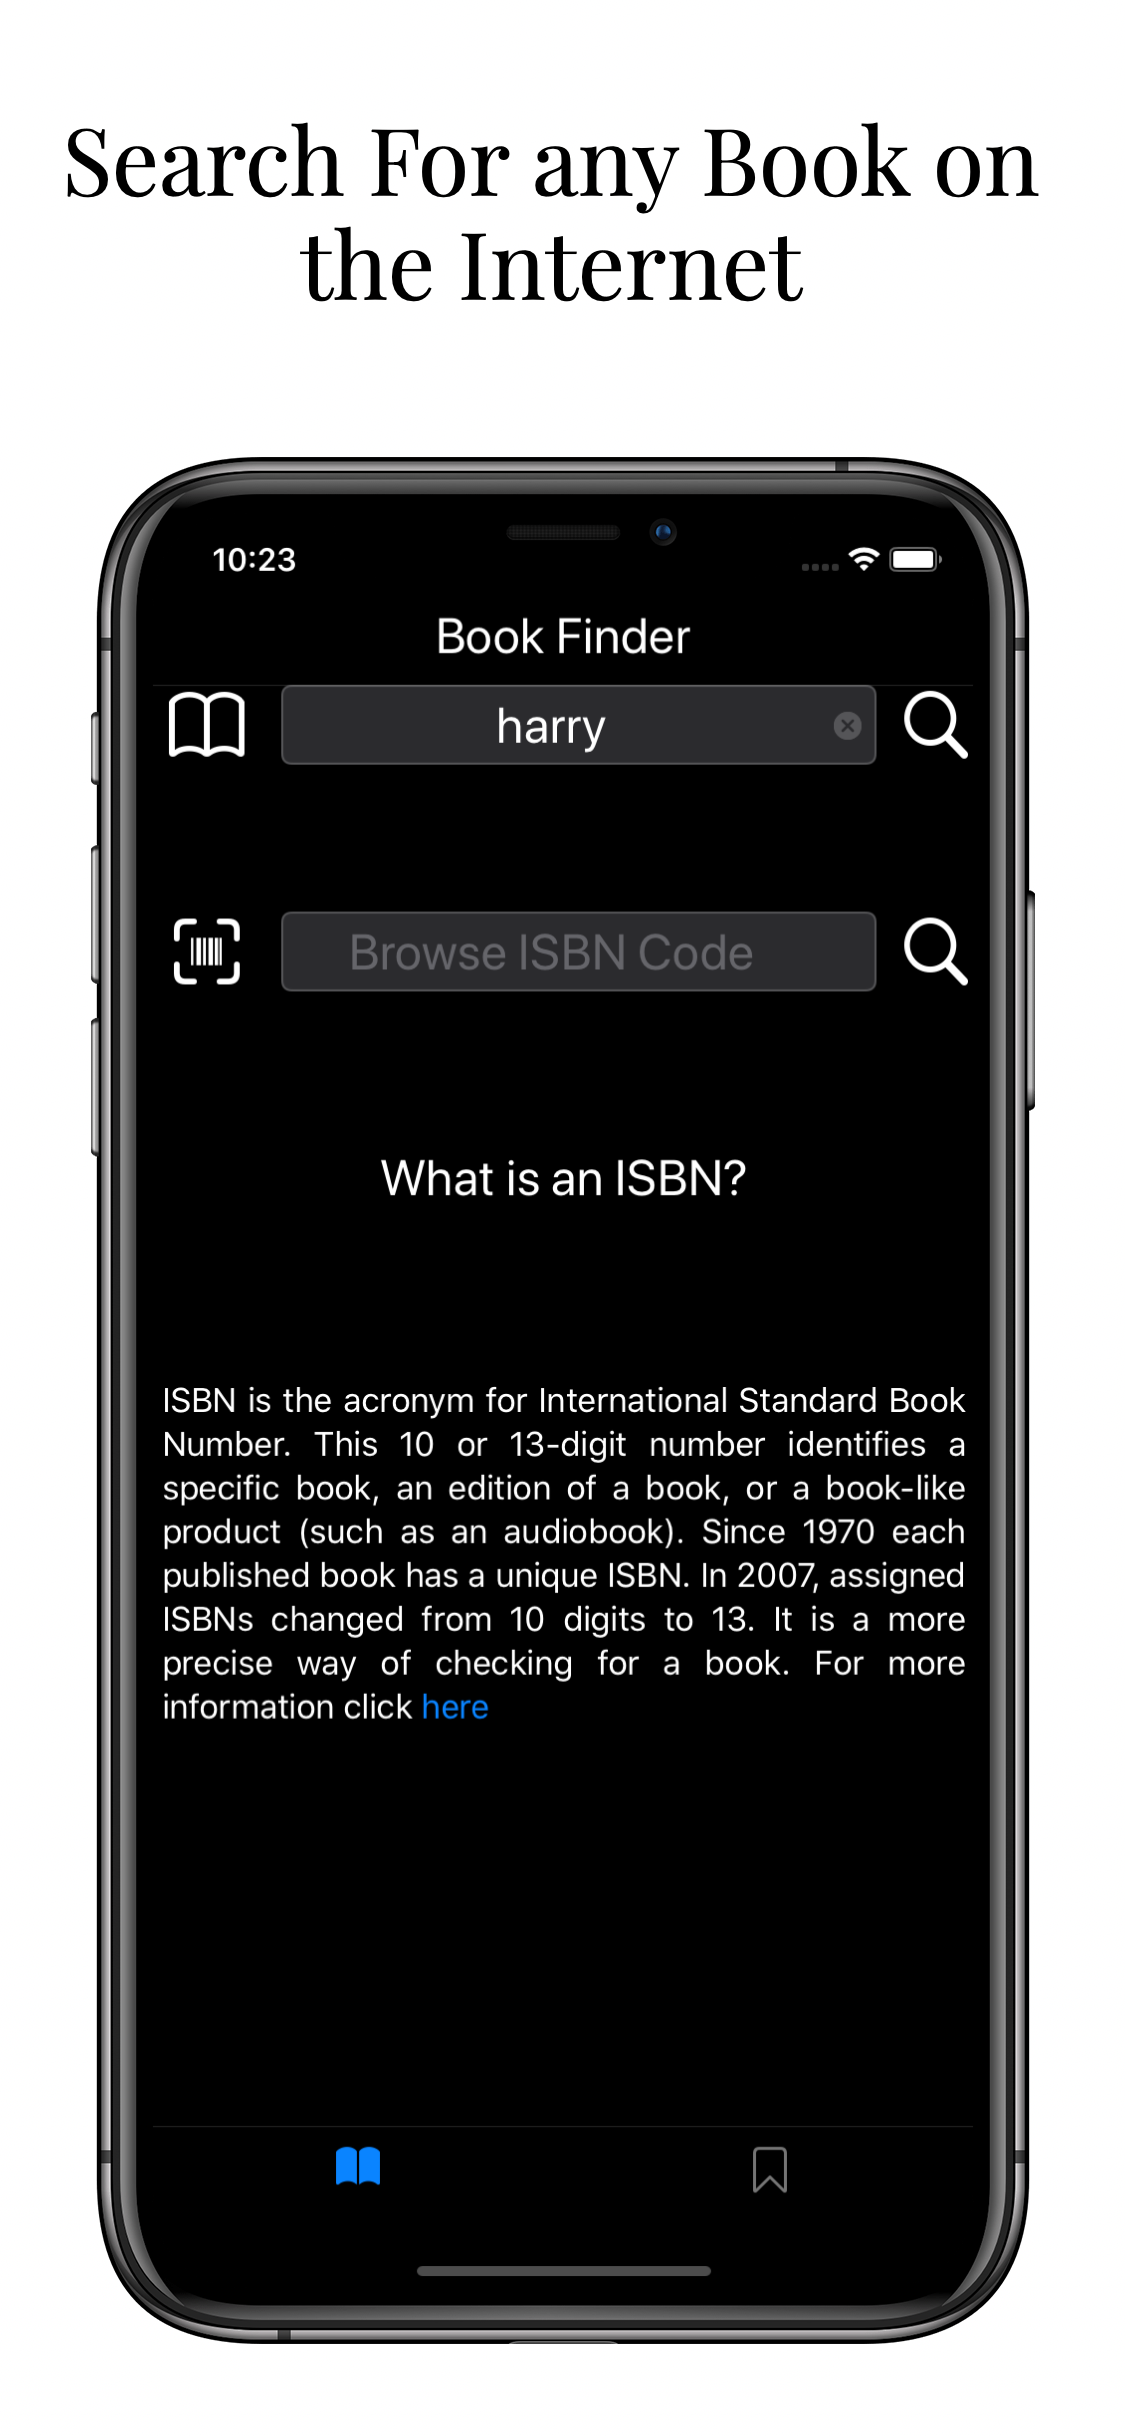 Search For any Book on
the Internet
10:23
Book Finder
harry
Browse ISBN Code
What is an ISBN?
ISBN is the acronym for International Standard Book
Number. This 10 or 13-digit number identifies a
specific book, an edition of a book, or a book-like
product (such as an audiobook). Since 1970 each
published book has a unique ISBN. In 2007, assigned
ISBNs changed from 10 digits to 13. It is a more
precise way of checking for a book. For more
information click here